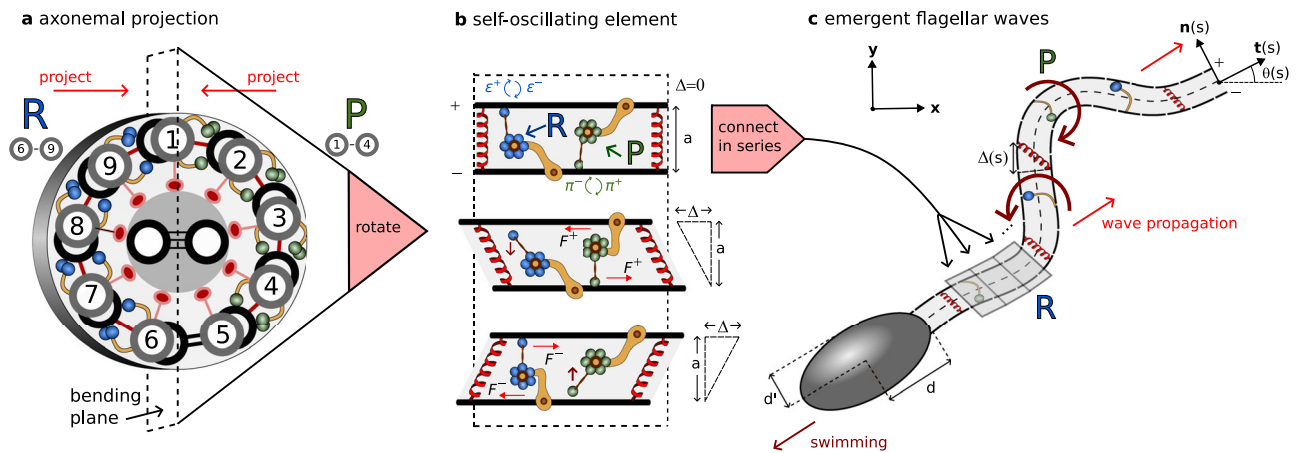 a axonemal projection
project
project
R
6 - 9
P
1 - 4
1
2
3
4
5
6
7
8
9
rotate
bending
plane
b self-oscillating element
ε⁺ ε⁻
Δ=0
+
−
R
P
a
π⁻ π⁺
F⁺
F⁺
Δ
a
F⁻
F⁻
Δ
a
connect
in series
c emergent flagellar waves
y
x
n(s)
t(s)
+
−
θ(s)
P
Δ(s)
wave propagation
R
d'
d
swimming